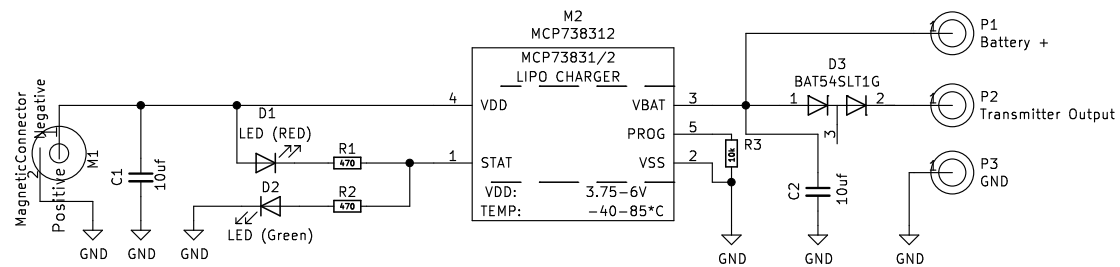 M2
MCP738312
MCP73831/2
LIPO CHARGER
4
VDD
VBAT
3
PROG
5
1
STAT
VSS
2
VDD:
3.75-6V
TEMP:
-40-85*C
MagneticConnector
Negative
Positive
2
M1
GND
C1
10uf
GND
D1
LED (RED)
R1
470
D2
LED (Green)
R2
470
GND
R3
10k
GND
C2
10uf
GND
D3
BAT54SLT1G
1
2
3
1
P1
Battery +
1
P2
Transmitter Output
1
P3
GND
GND